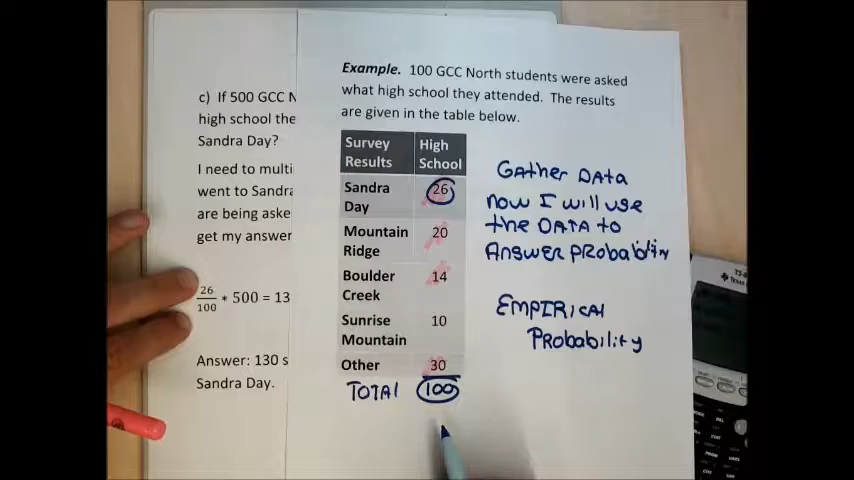 c) If 500 GCC N
high school the
Sandra Day?
I need to multi
went to Sandra
are being aske
get my answer
26
100
* 500 = 13
Answer: 130 s
Sandra Day.
Example. 100 GCC North students were asked
what high school they attended. The results
are given in the table below.
Survey Results High School
Sandra Day 26
Mountain Ridge 20
Boulder Creek 14
Sunrise Mountain 10
Other 30
TOTAL 100
Gather DATA
now I will use
the DATA to
Answer Probability
EMPIRICAL
Probability